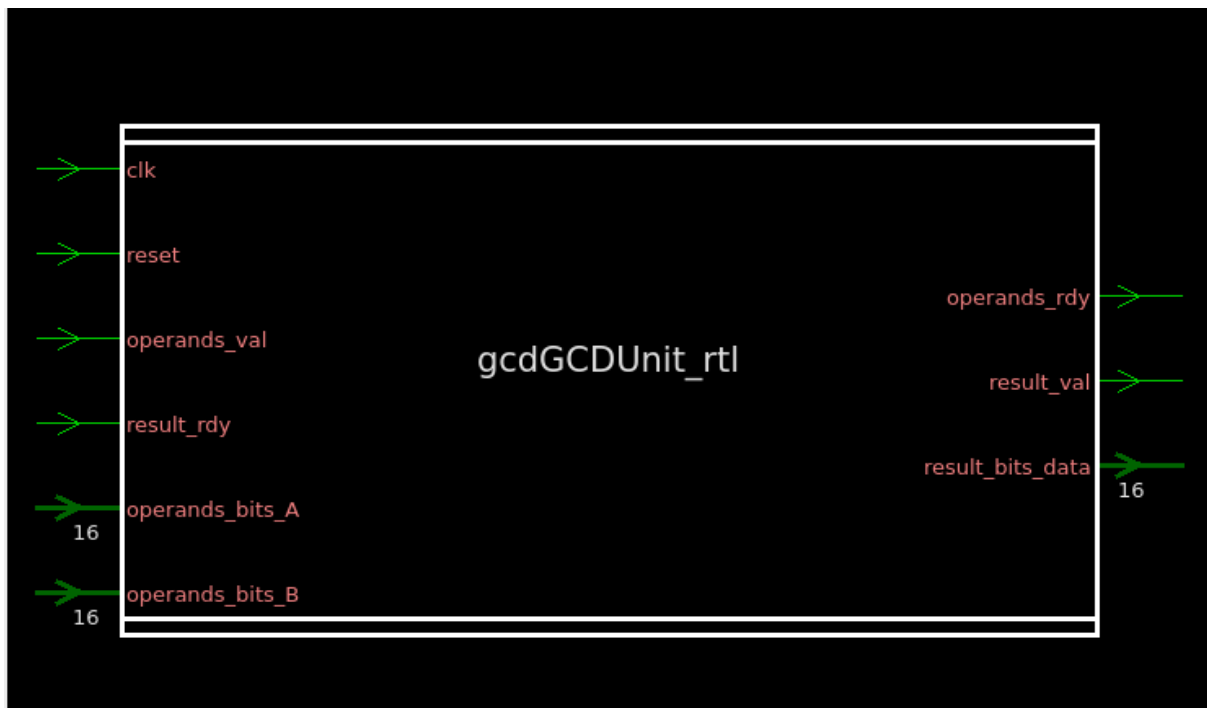 clk
reset
operands_val
result_rdy
operands_bits_A
16
operands_bits_B
16
gcdGCDUnit_rtl
operands_rdy
result_val
result_bits_data
16